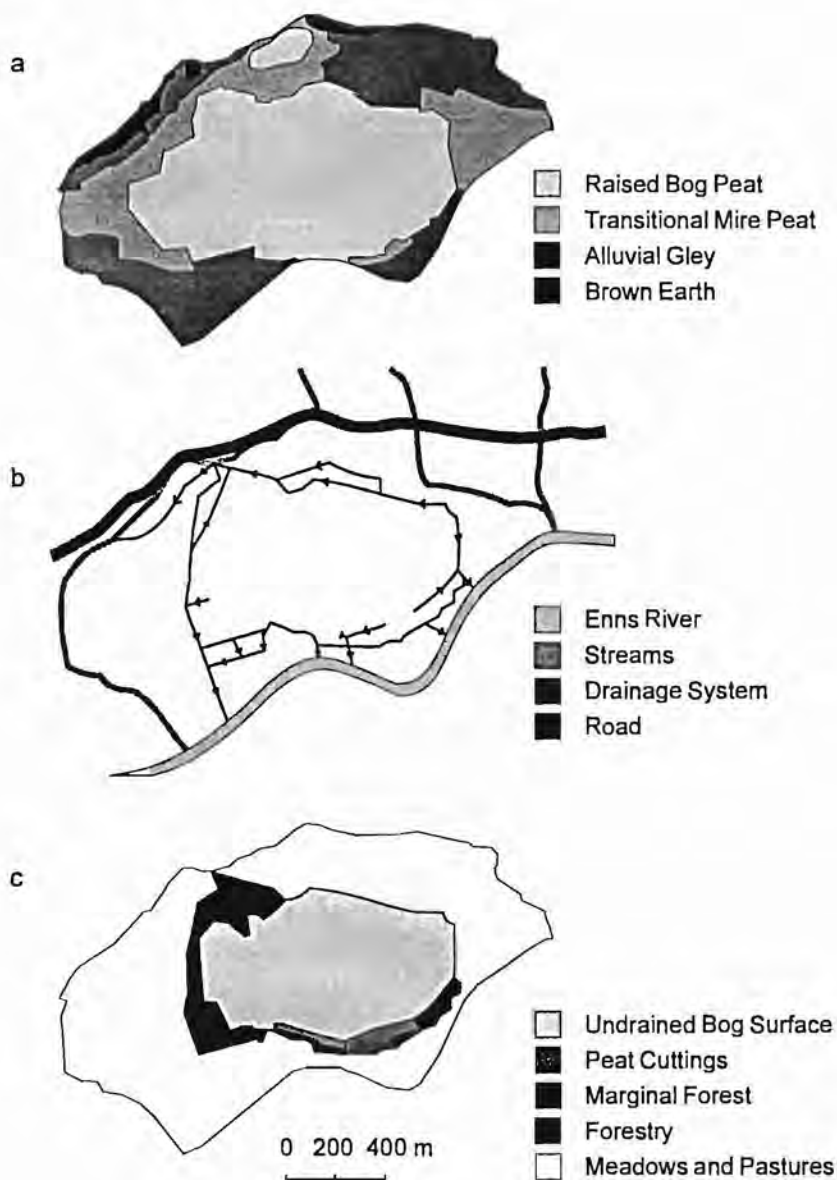 a
Raised Bog Peat
Transitional Mire Peat
Alluvial Gley
Brown Earth
b
Enns River
Streams
Drainage System
Road
c
Undrained Bog Surface
Peat Cuttings
Marginal Forest
Forestry
Meadows and Pastures
0 200 400 m